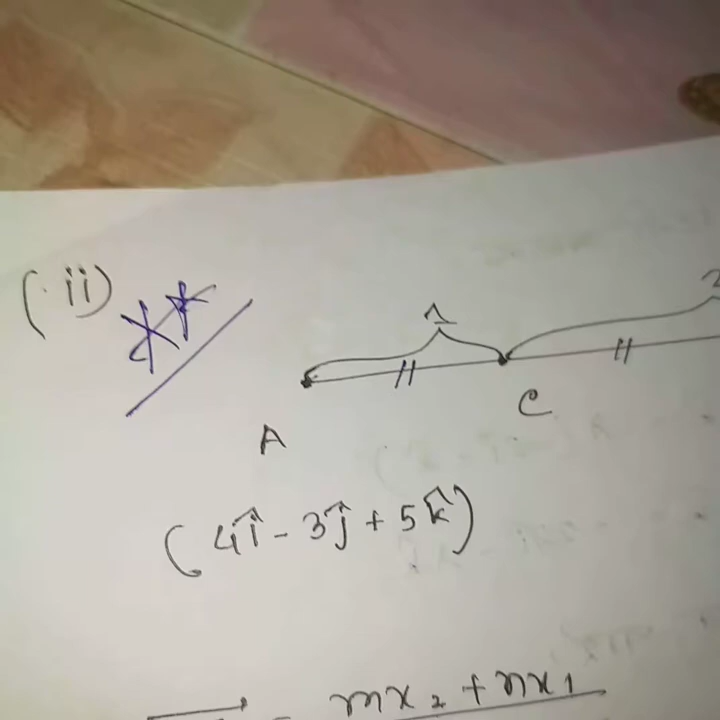 (ii)
A C
(4î - 3ĵ + 5k̂)
= mx₂ + nx₁